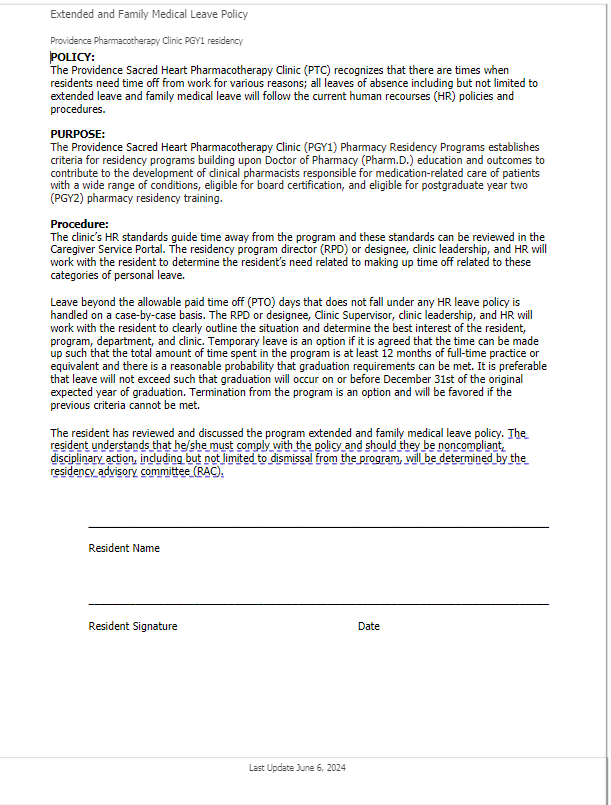 Extended and Family Medical Leave Policy
Providence Pharmacotherapy Clinic PGY1 residency
POLICY:
The Providence Sacred Heart Pharmacotherapy Clinic (PTC) recognizes that there are times when
residents need time off from work for various reasons; all leaves of absence including but not limited to
extended leave and family medical leave will follow the current human recourses (HR) policies and
procedures.
PURPOSE:
The Providence Sacred Heart Pharmacotherapy Clinic (PGY1) Pharmacy Residency Programs establishes
criteria for residency programs building upon Doctor of Pharmacy (Pharm.D.) education and outcomes to
contribute to the development of clinical pharmacists responsible for medication-related care of patients
with a wide range of conditions, eligible for board certification, and eligible for postgraduate year two
(PGY2) pharmacy residency training.
Procedure:
The clinic's HR standards guide time away from the program and these standards can be reviewed in the
Caregiver Service Portal. The residency program director (RPD) or designee, clinic leadership, and HR will
work with the resident to determine the resident's need related to making up time off related to these
categories of personal leave.
Leave beyond the allowable paid time off (PTO) days that does not fall under any HR leave policy is
handled on a case-by-case basis. The RPD or designee, Clinic Supervisor, clinic leadership, and HR will
work with the resident to clearly outline the situation and determine the best interest of the resident,
program, department, and clinic. Temporary leave is an option if it is agreed that the time can be made
up such that the total amount of time spent in the program is at least 12 months of full-time practice or
equivalent and there is a reasonable probability that graduation requirements can be met. It is preferable
that leave will not exceed such that graduation will occur on or before December 31st of the original
expected year of graduation. Termination from the program is an option and will be favored if the
previous criteria cannot be met.
The resident has reviewed and discussed the program extended and family medical leave policy. The
resident understands that he/she must comply with the policy and should they be noncompliant,
disciplinary action, including but not limited to dismissal from the program, will be determined by the
residency advisory committee (RAC).
Resident Name
Resident Signature Date
Last Update June 6, 2024